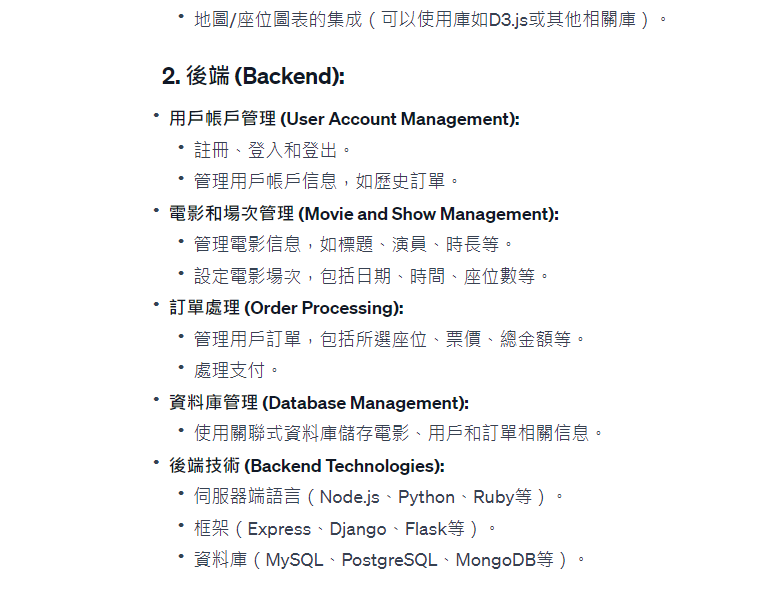 • 地圖/座位圖表的集成（可以使用庫如D3.js或其他相關庫）。
2. 後端 (Backend):
• 用戶帳戶管理 (User Account Management):
• 註冊、登入和登出。
• 管理用戶帳戶信息，如歷史訂單。
• 電影和場次管理 (Movie and Show Management):
• 管理電影信息，如標題、演員、時長等。
• 設定電影場次，包括日期、時間、座位數等。
• 訂單處理 (Order Processing):
• 管理用戶訂單，包括所選座位、票價、總金額等。
• 處理支付。
• 資料庫管理 (Database Management):
• 使用關聯式資料庫儲存電影、用戶和訂單相關信息。
• 後端技術 (Backend Technologies):
• 伺服器端語言（Node.js、Python、Ruby等）。
• 框架（Express、Django、Flask等）。
• 資料庫（MySQL、PostgreSQL、MongoDB等）。